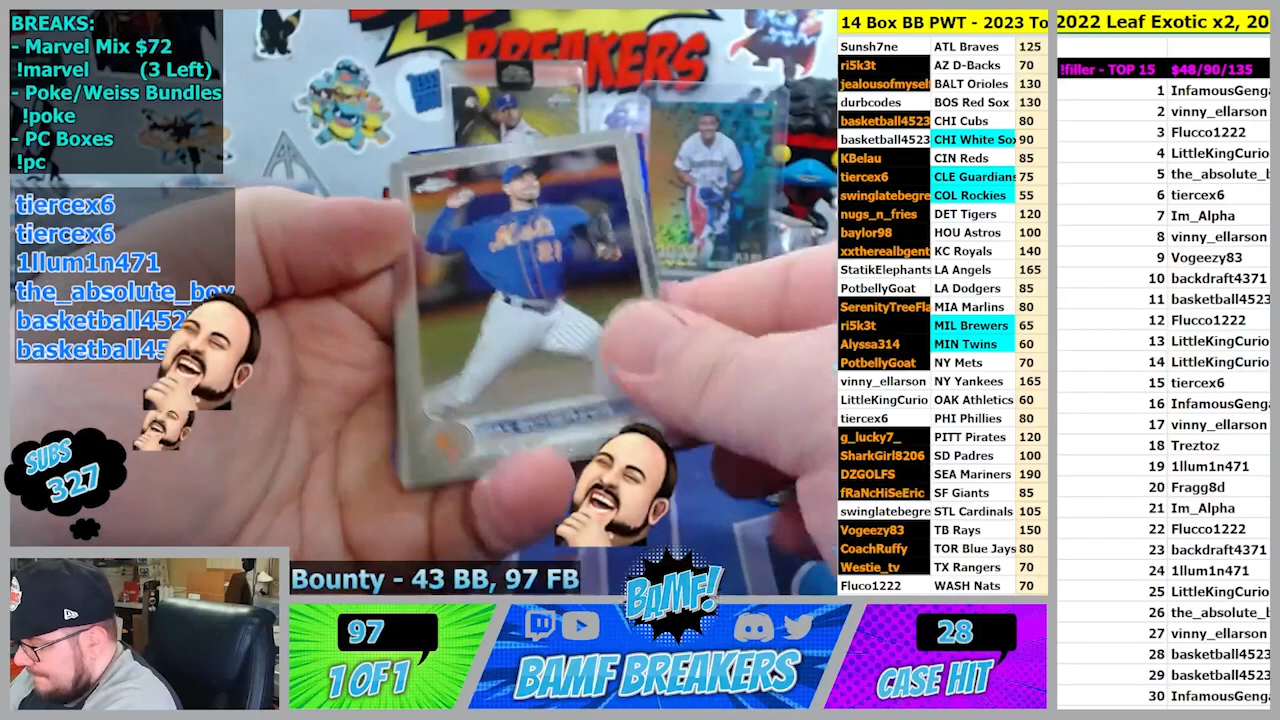 BREAKS:
- Marvel Mix $72
!marvel (3 Left)
- Poke/Weiss Bundles
!poke
- PC Boxes
!pc
tiercex6
tiercex6
1llum1n471
the_absolute_boy
basketball452
basketball45
SUBS
327
BREAKERS
Bounty - 43 BB, 97 FB
97
1 OF 1
BAMF!
BAMF BREAKERS
28
CASE HIT
14 Box BB PWT - 2023 To
Sunsh7ne ATL Braves 125
ri5k3t AZ D-Backs 70
jealousofmysel BALT Orioles 130
durbcodes BOS Red Sox 130
basketball4523 CHI Cubs 80
basketball4523 CHI White Sox 90
KBelau CIN Reds 85
tiercex6 CLE Guardians 75
swinglatebegre COL Rockies 55
nugs_n_fries DET Tigers 120
baylor98 HOU Astros 100
xxtherealbgent KC Royals 140
StatikElephants LA Angels 165
PotbellyGoat LA Dodgers 85
SerenityTreeFla MIA Marlins 80
ri5k3t MIL Brewers 65
Alyssa314 MIN Twins 60
PotbellyGoat NY Mets 70
vinny_ellarson NY Yankees 165
LittleKingCurio OAK Athletics 60
tiercex6 PHI Phillies 80
g_lucky7_ PITT Pirates 120
SharkGirl8206 SD Padres 100
DZGOLFS SEA Mariners 190
fRaNcHiSeEric SF Giants 85
swinglatebegre STL Cardinals 105
Vogeezy83 TB Rays 150
CoachRuffy TOR Blue Jays 80
Westie_tv TX Rangers 70
Fluco1222 WASH Nats 70
2022 Leaf Exotic x2, 20
!filler - TOP 15 $48/90/135
1 InfamousGenga
2 vinny_ellarson
3 Flucco1222
4 LittleKingCurio
5 the_absolute_b
6 tiercex6
7 Im_Alpha
8 vinny_ellarson
9 Vogeezy83
10 backdraft4371
11 basketball4523
12 Flucco1222
13 LittleKingCurio
14 LittleKingCurio
15 tiercex6
16 InfamousGenga
17 vinny_ellarson
18 Treztoz
19 1llum1n471
20 Fragg8d
21 Im_Alpha
22 Flucco1222
23 backdraft4371
24 1llum1n471
25 LittleKingCurio
26 the_absolute_b
27 vinny_ellarson
28 basketball4523
29 basketball4523
30 InfamousGenga